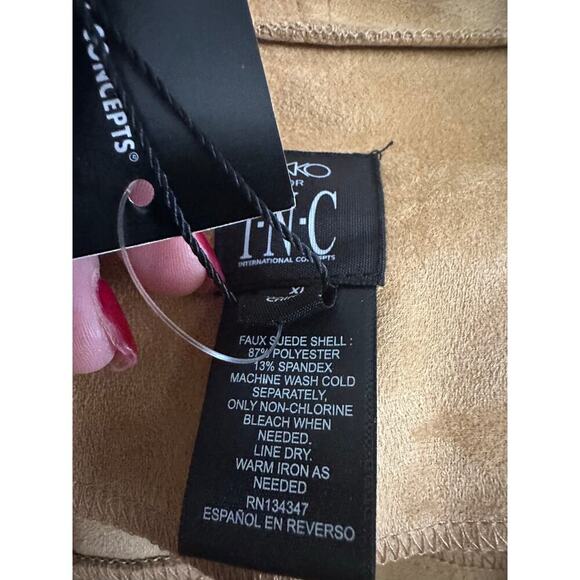 CONCEPTS®
OR
I·N·C
INTERNATIONAL CONCEPTS
FAUX SUEDE SHELL :
87% POLYESTER
13% SPANDEX
MACHINE WASH COLD
SEPARATELY,
ONLY NON-CHLORINE
BLEACH WHEN
NEEDED.
LINE DRY.
WARM IRON AS
NEEDED
RN134347
ESPAÑOL EN REVERSO